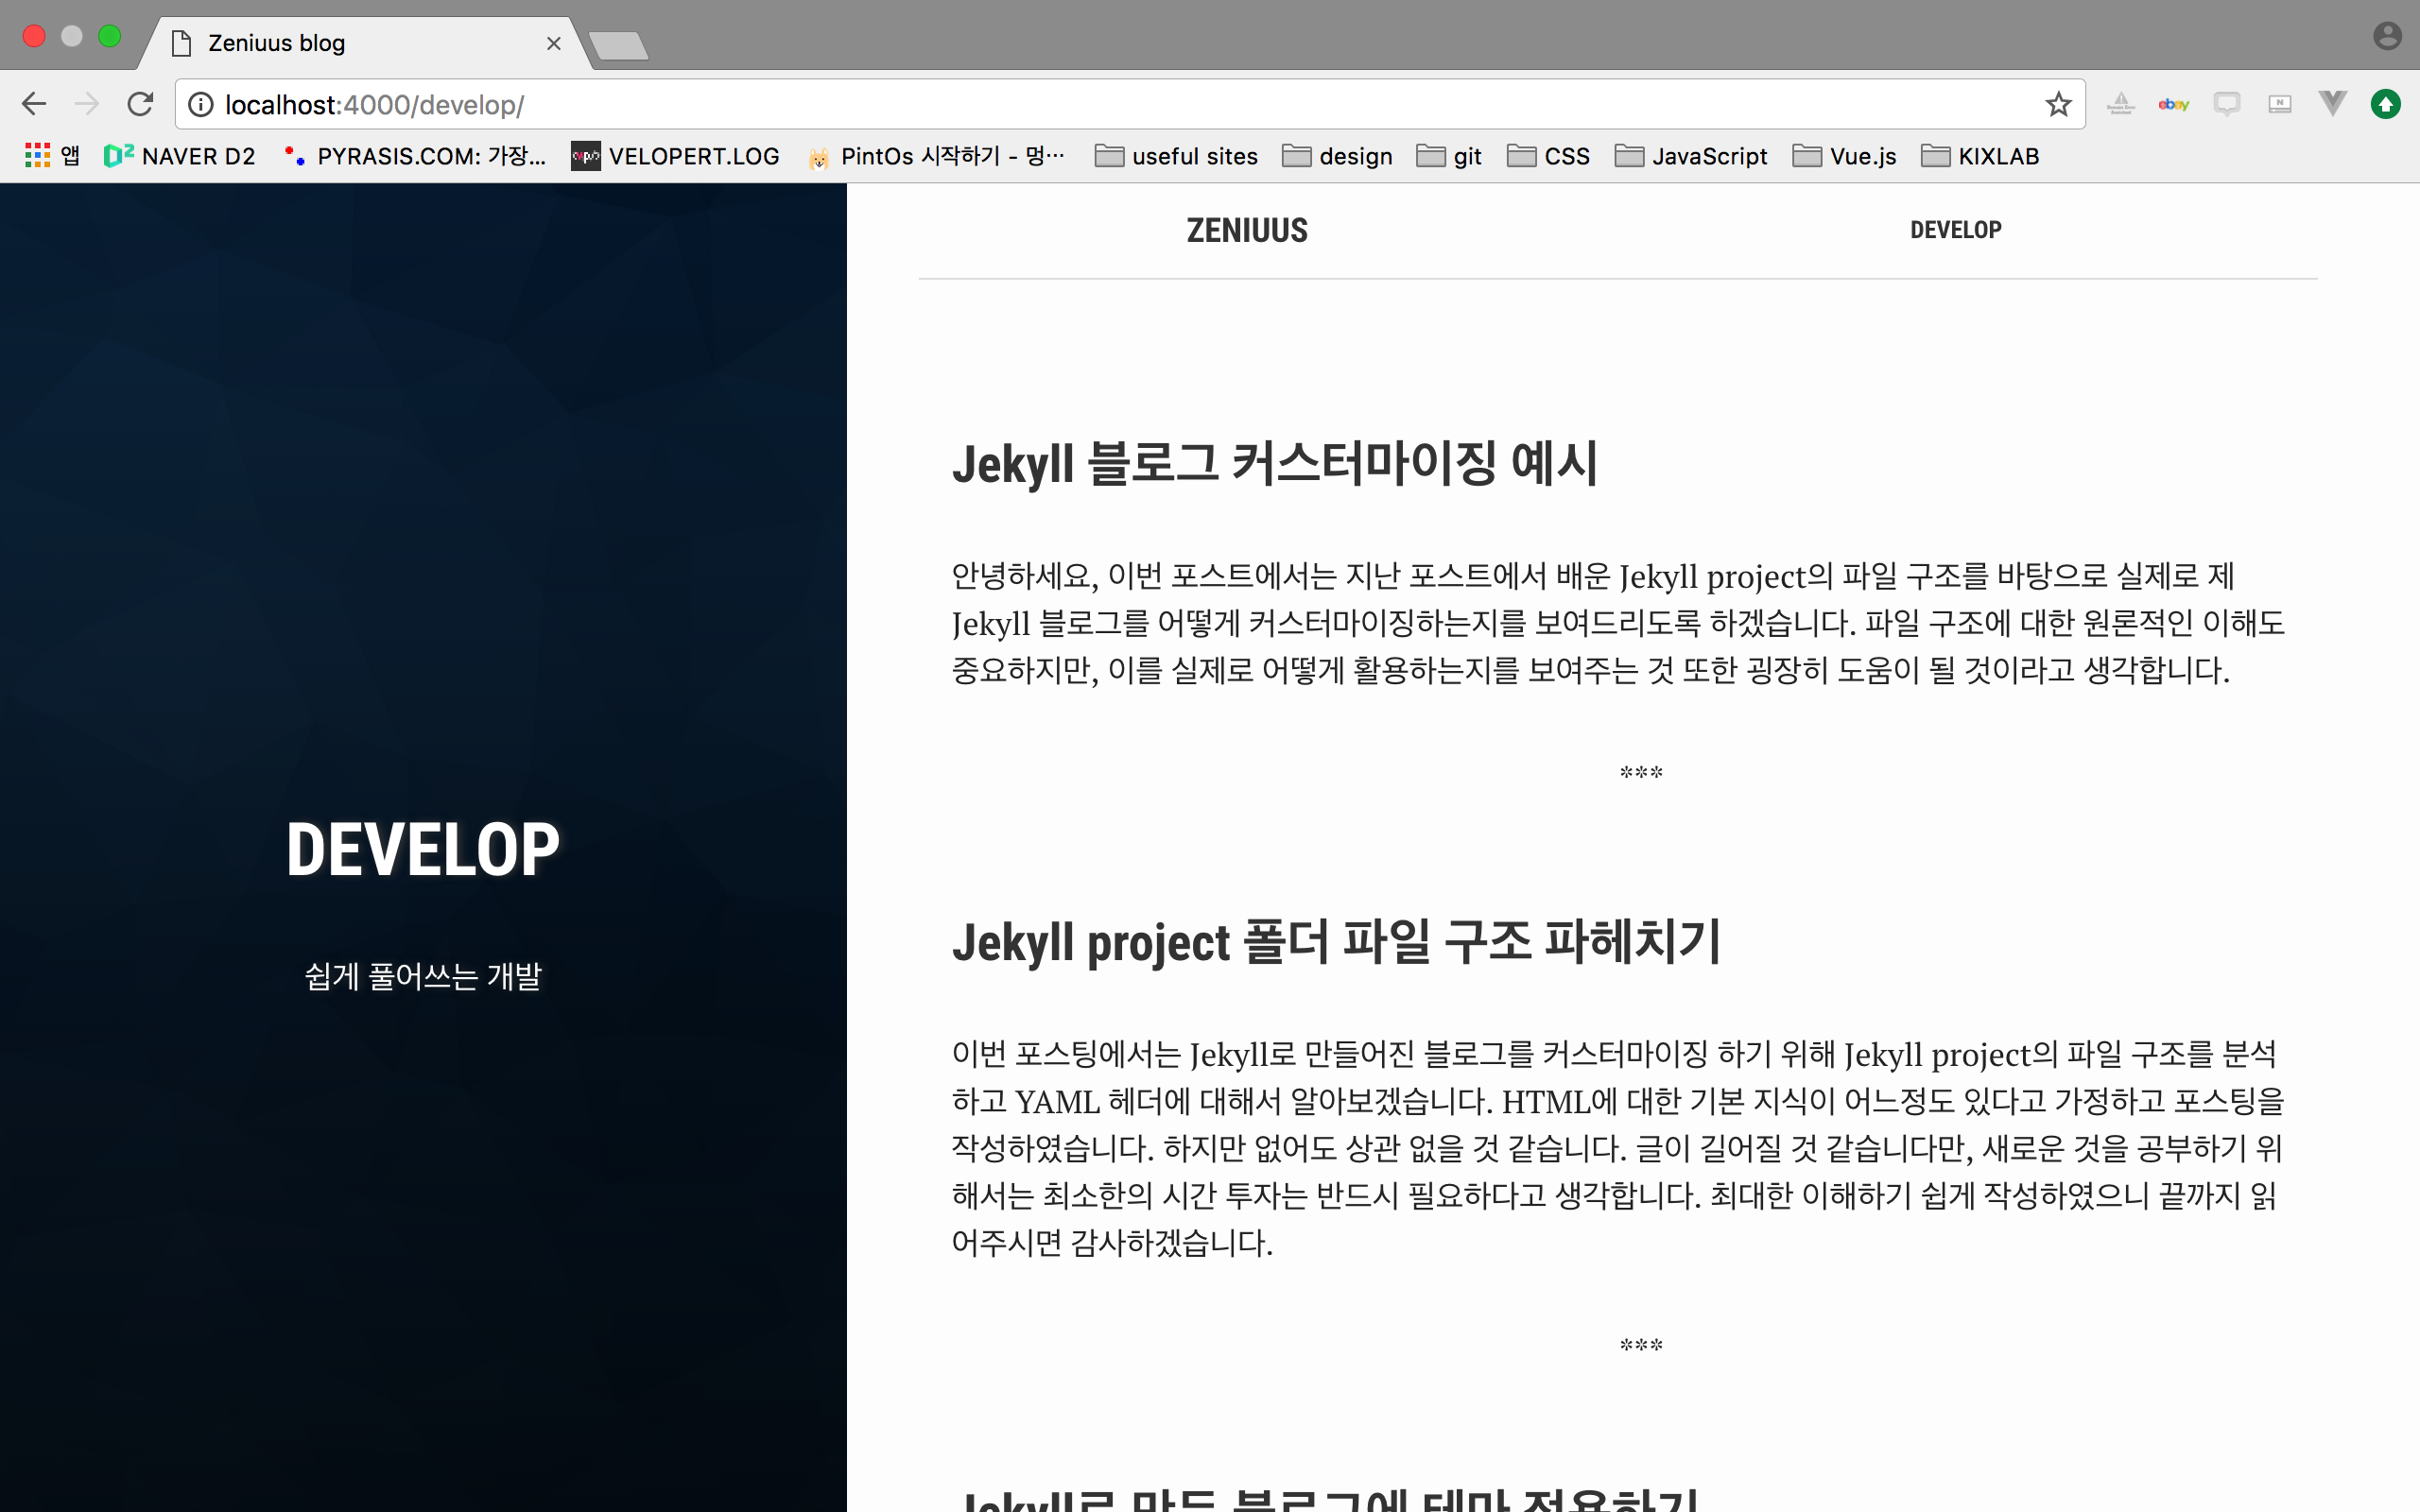 Zeniuus blog
localhost:4000/develop/
ebay
앱 NAVER D2 PYRASIS.COM: 가장... VELOPERT.LOG PintOs 시작하기 - 멍... useful sites design git CSS JavaScript Vue.js KIXLAB
ZENIUUS DEVELOP
DEVELOP
쉽게 풀어쓰는 개발
Jekyll 블로그 커스터마이징 예시
안녕하세요, 이번 포스트에서는 지난 포스트에서 배운 Jekyll project의 파일 구조를 바탕으로 실제로 제
Jekyll 블로그를 어떻게 커스터마이징하는지를 보여드리도록 하겠습니다. 파일 구조에 대한 원론적인 이해도
중요하지만, 이를 실제로 어떻게 활용하는지를 보여주는 것 또한 굉장히 도움이 될 것이라고 생각합니다.
***
Jekyll project 폴더 파일 구조 파헤치기
이번 포스팅에서는 Jekyll로 만들어진 블로그를 커스터마이징 하기 위해 Jekyll project의 파일 구조를 분석
하고 YAML 헤더에 대해서 알아보겠습니다. HTML에 대한 기본 지식이 어느정도 있다고 가정하고 포스팅을
작성하였습니다. 하지만 없어도 상관 없을 것 같습니다. 글이 길어질 것 같습니다만, 새로운 것을 공부하기 위
해서는 최소한의 시간 투자는 반드시 필요하다고 생각합니다. 최대한 이해하기 쉽게 작성하였으니 끝까지 읽
어주시면 감사하겠습니다.
***
Jekyll로 만든 블로그에 테마 적용하기